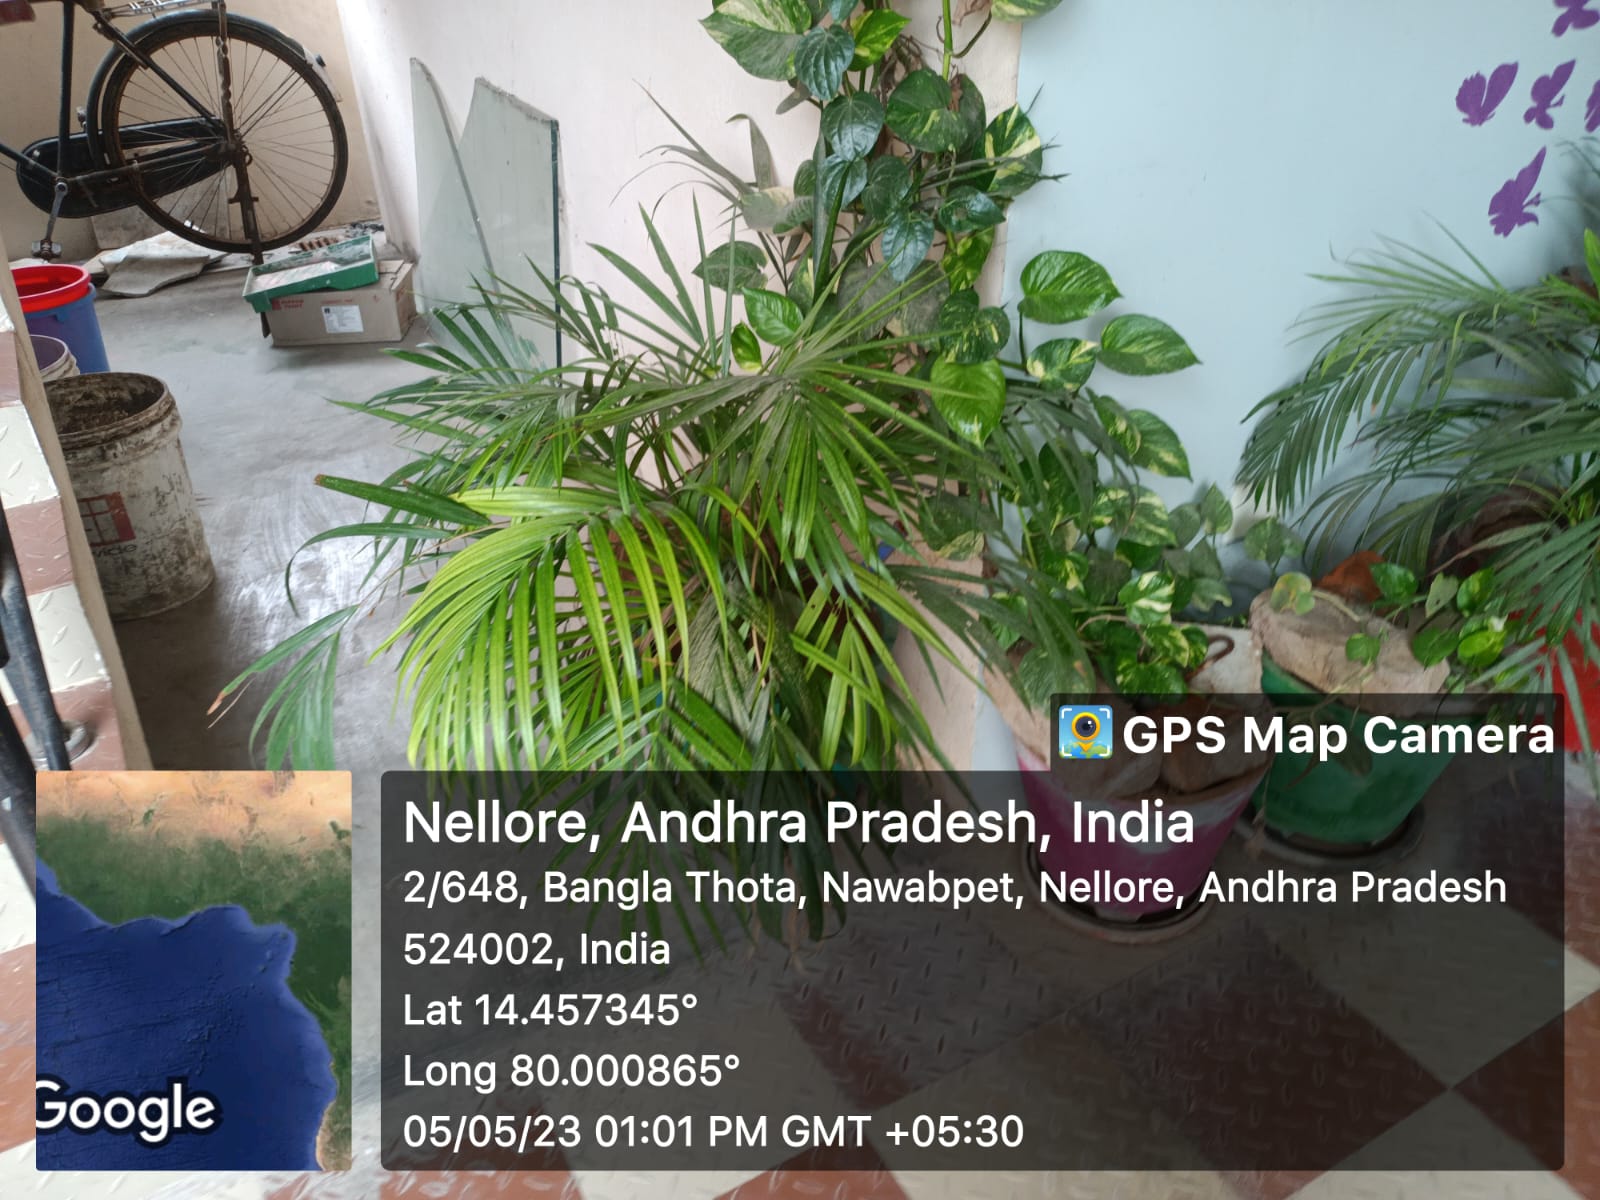 GPS Map Camera
Nellore, Andhra Pradesh, India
2/648, Bangla Thota, Nawabpet, Nellore, Andhra Pradesh
524002, India
Lat 14.457345°
Long 80.000865°
05/05/23 01:01 PM GMT +05:30
Google